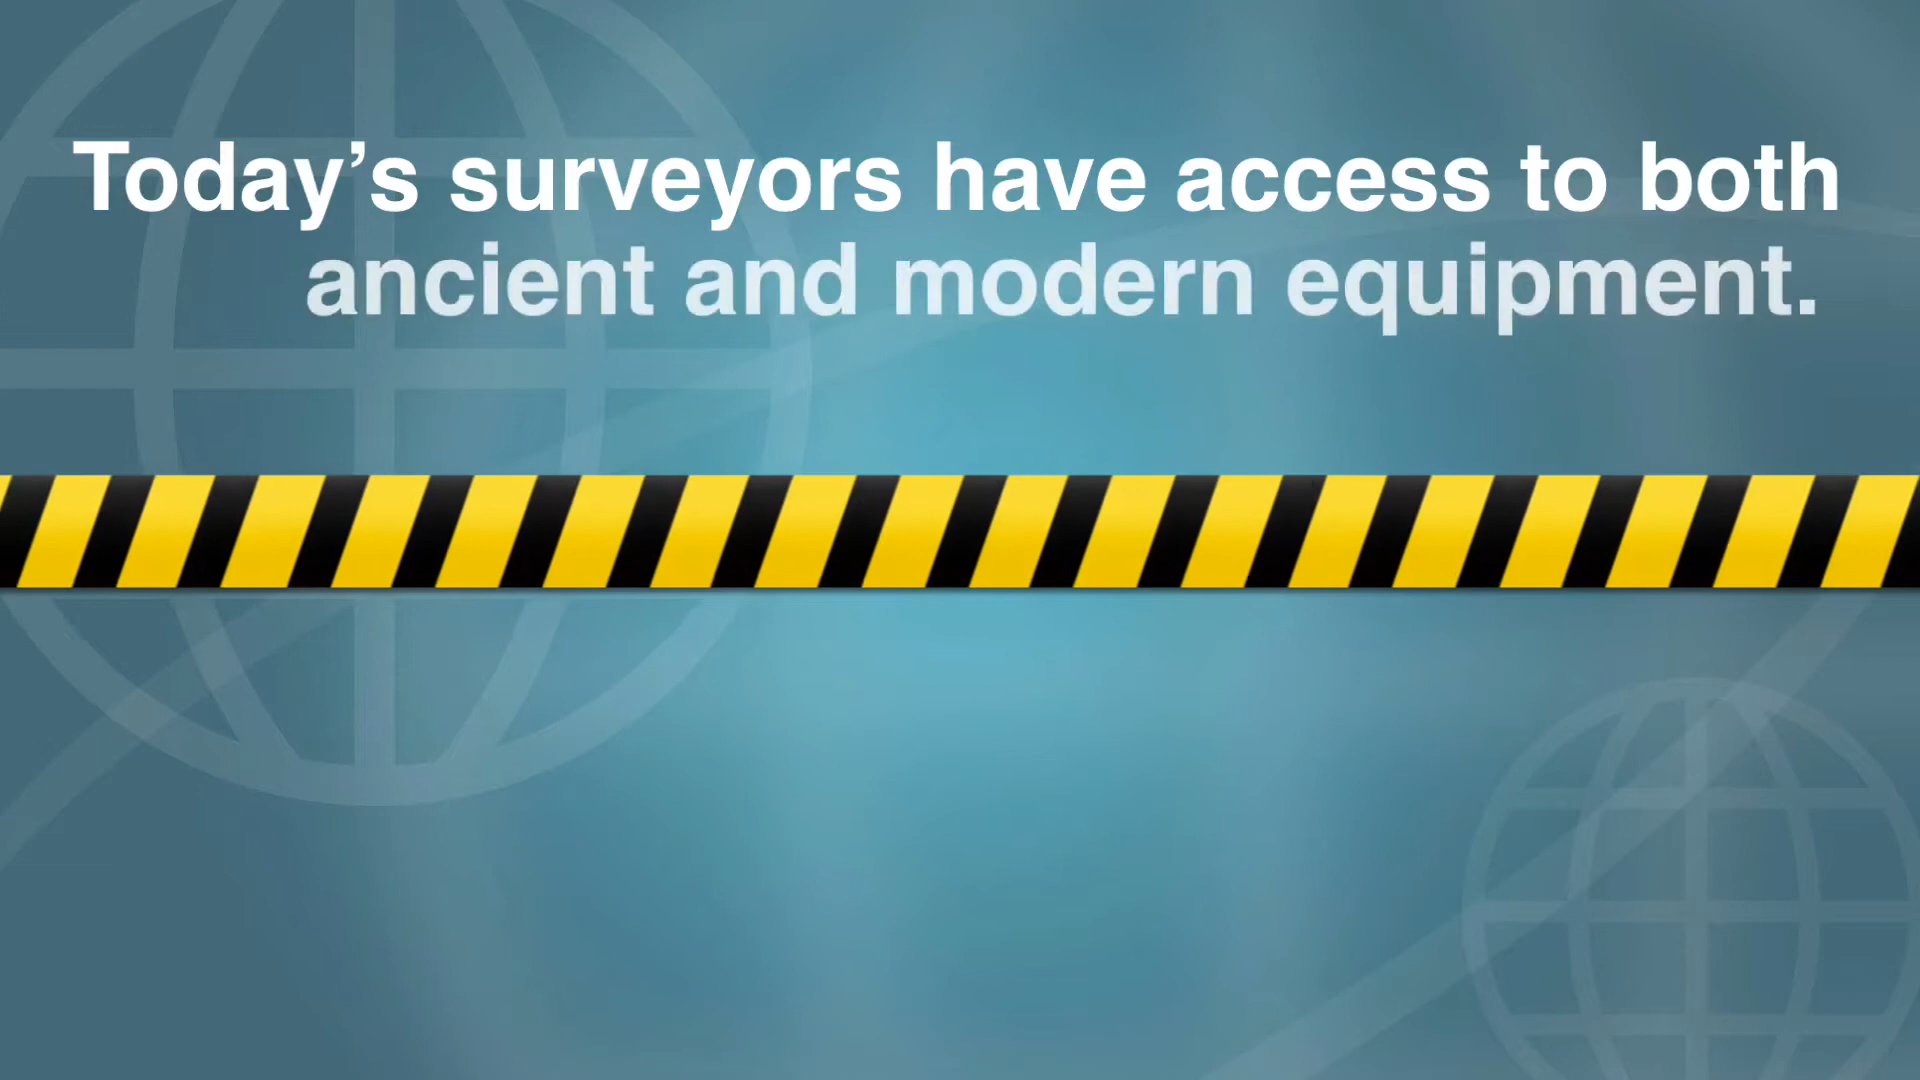 Today’s surveyors have access to both
ancient and modern equipment.